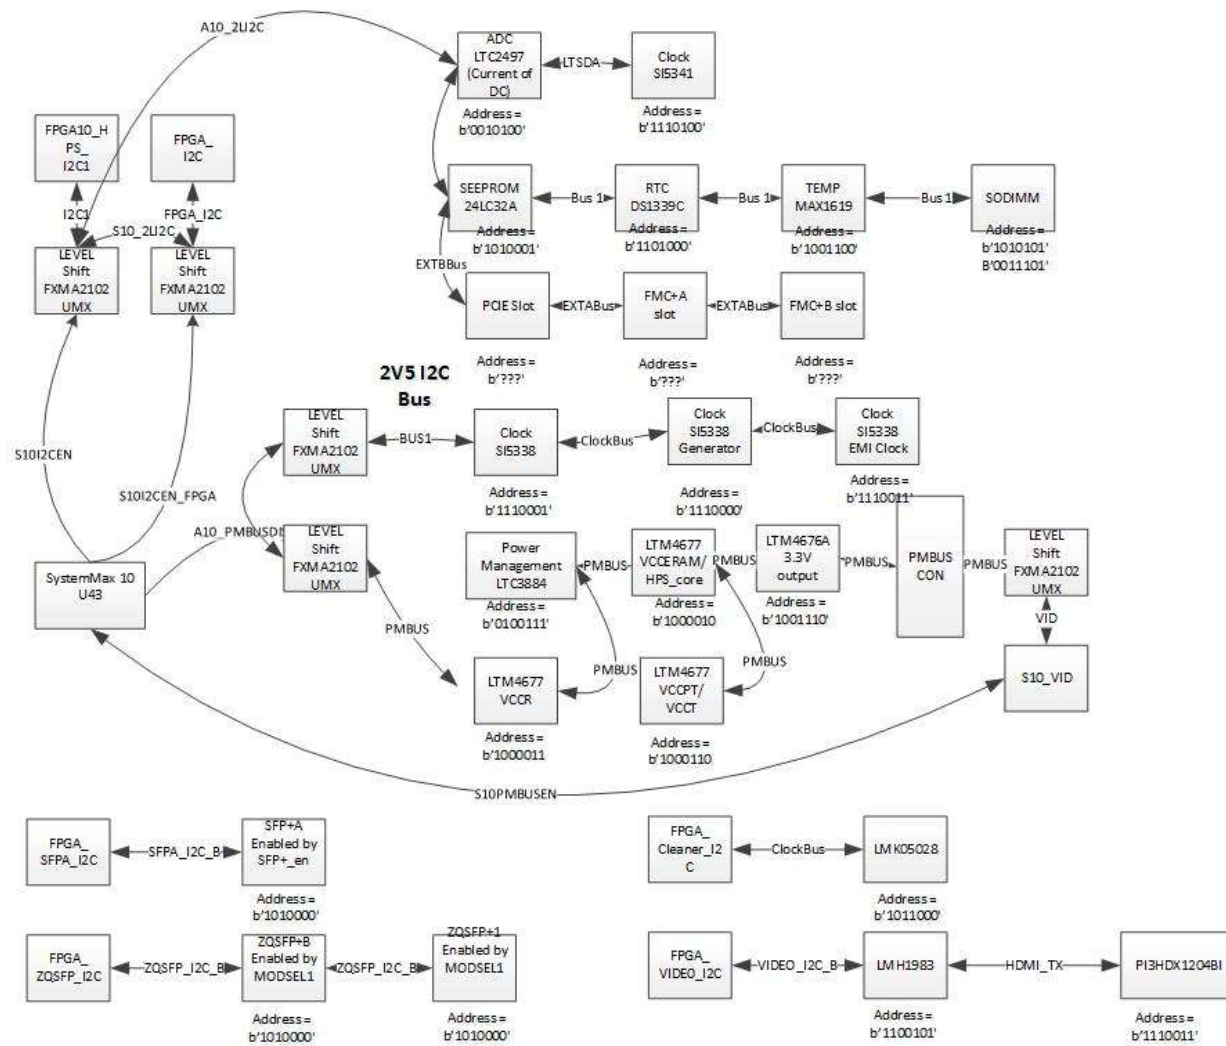 A10_2LI2C
ADC
LTC2497
(Current of
DC)
LTSDA
Clock
SI5341
Address =
b'0010100'
Address =
b'1110100'
FPGA10_H
PS_
I2C1
FPGA_
I2C
I2C1
FPGA_I2C
S10_2LI2C
LEVEL
Shift
FXMA2102
UMX
LEVEL
Shift
FXMA2102
UMX
SEEPROM
24LC32A
Bus 1
RTC
DS1339C
Bus 1
TEMP
MAX1619
Bus 1
SODIMM
Address =
b'1010001'
Address =
b'1101000'
Address =
b'1001100'
Address =
b'1010101'
B'0011101'
EXTBBus
PCIE Slot
EXTABus
FMC+A
slot
EXTABus
FMC+B slot
Address =
b'???'
Address =
b'???'
Address =
b'???'
2V5 I2C
Bus
LEVEL
Shift
FXMA2102
UMX
BUS1
Clock
SI5338
ClockBus
Clock
SI5338
Generator
ClockBus
Clock
SI5338
EMI Clock
Address =
b'1110001'
Address =
b'1110000'
Address =
b'1110011'
S10I2CEN
S10I2CEN_FPGA
A10_PMBUSDI
SystemMax 10
U43
LEVEL
Shift
FXMA2102
UMX
Power
Management
LTC3884
PMBUS
LTM4677
VCCERAM/
HPS_core
PMBUS
LTM4676A
3.3V
output
PMBUS
PMBUS
CON
PMBUS
LEVEL
Shift
FXMA2102
UMX
Address =
b'0100111'
Address =
b'1000010
Address =
b'1001110'
VID
PMBUS
PMBUS
PMBUS
LTM4677
VCCR
LTM4677
VCCPT/
VCCT
S10_VID
Address =
b'1000011
Address =
b'1000110
S10PMBUSEN
FPGA_
SFPA_I2C
SFPA_I2C_B
SFP+A
Enabled by
SFP+_en
Address =
b'1010000'
FPGA_
Cleaner_I2
C
ClockBus
LMK05028
Address =
b'1011000'
FPGA_
ZQSFP_I2C
ZQSFP_I2C_B
ZQSFP+B
Enabled by
MODSEL1
ZQSFP_I2C_B
ZQSFP+1
Enabled by
MODSEL1
Address =
b'1010000'
Address =
b'1010000'
FPGA_
VIDEO_I2C
VIDEO_I2C_B
LMH1983
HDMI_TX
PI3HDX1204BI
Address =
b'1100101'
Address =
b'1110011'